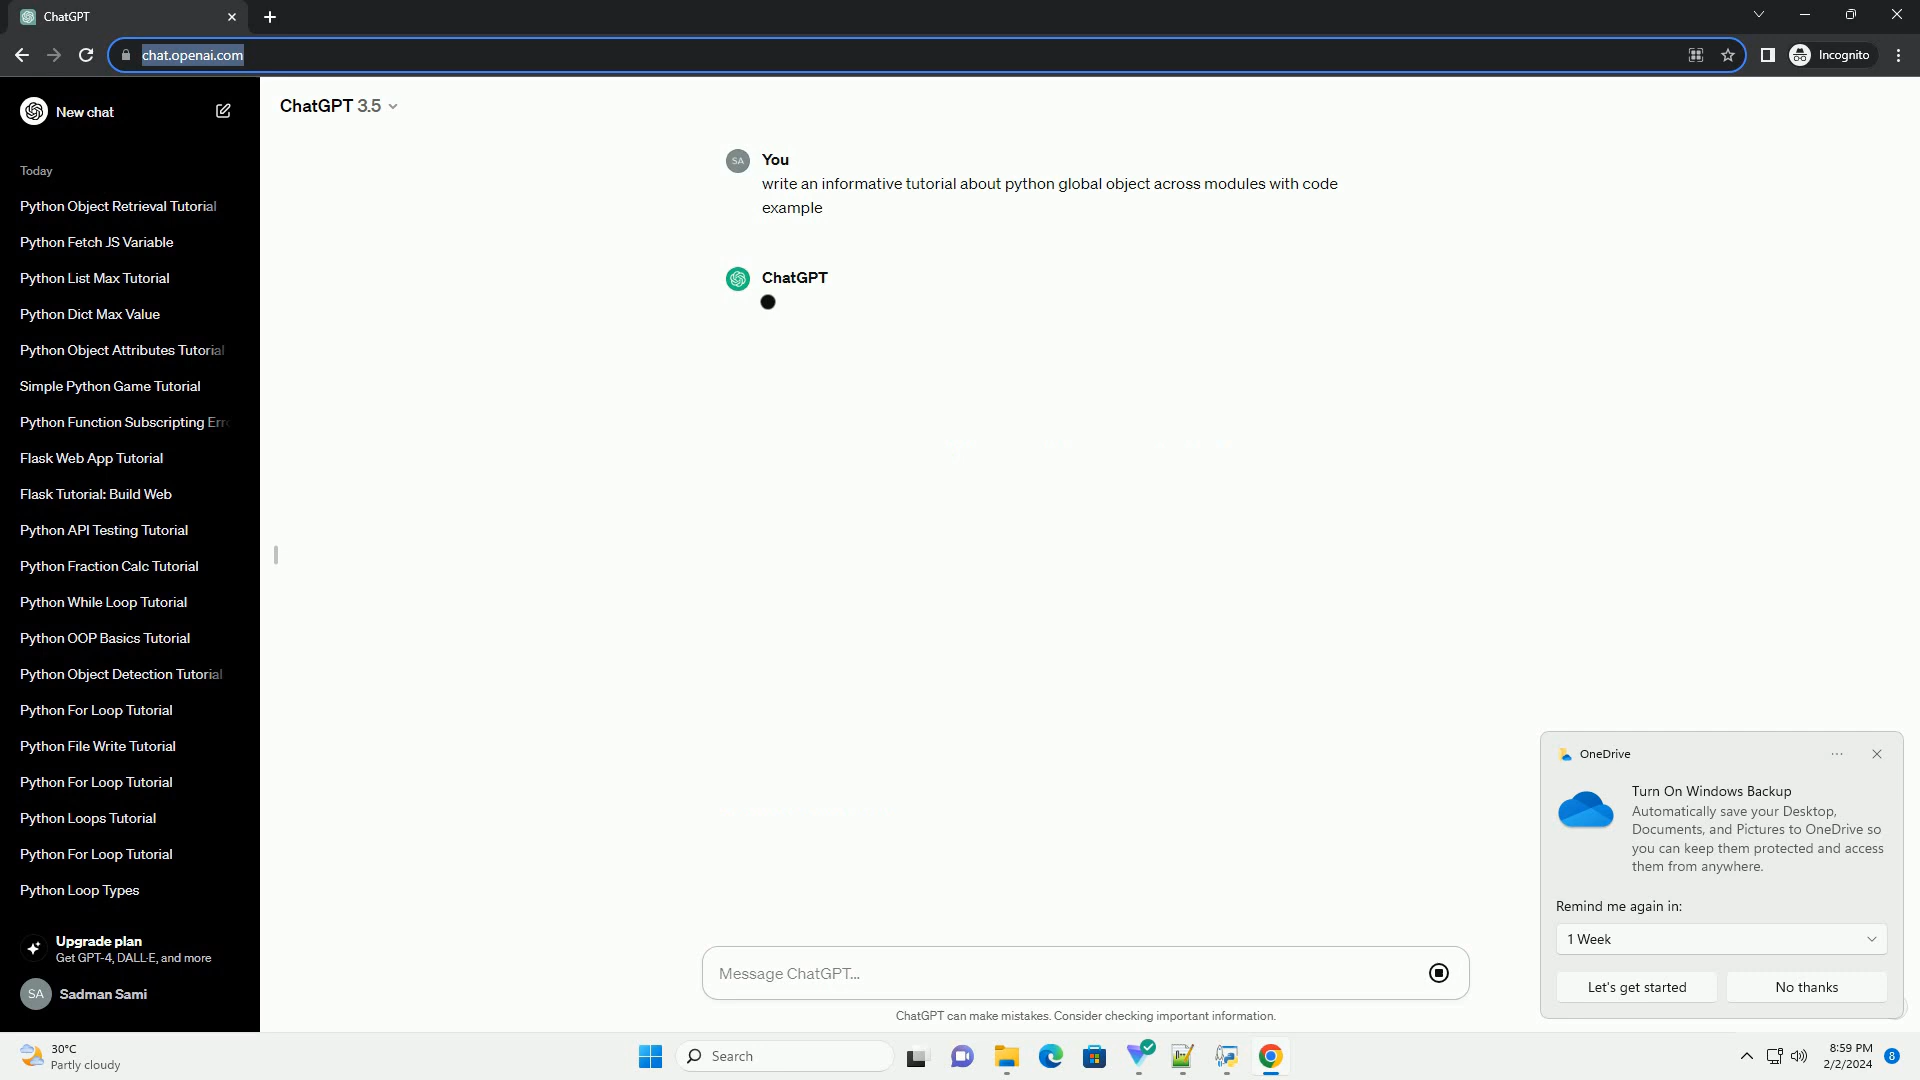 ChatGPT
chat.openai.com
Incognito
New chat
Today
Python Object Retrieval Tutorial
Python Fetch JS Variable
Python List Max Tutorial
Python Dict Max Value
Python Object Attributes Tutorial
Simple Python Game Tutorial
Python Function Subscripting Err
Flask Web App Tutorial
Flask Tutorial: Build Web
Python API Testing Tutorial
Python Fraction Calc Tutorial
Python While Loop Tutorial
Python OOP Basics Tutorial
Python Object Detection Tutorial
Python For Loop Tutorial
Python File Write Tutorial
Python For Loop Tutorial
Python Loops Tutorial
Python For Loop Tutorial
Python Loop Types
Upgrade plan
Get GPT-4, DALL·E, and more
SA Sadman Sami
ChatGPT 3.5
SA You
write an informative tutorial about python global object across modules with code
example
ChatGPT
Message ChatGPT...
ChatGPT can make mistakes. Consider checking important information.
OneDrive
Turn On Windows Backup
Automatically save your Desktop,
Documents, and Pictures to OneDrive so
you can keep them protected and access
them from anywhere.
Remind me again in:
1 Week
Let's get started
No thanks
30°C
Partly cloudy
Search
8:59 PM
2/2/2024
8